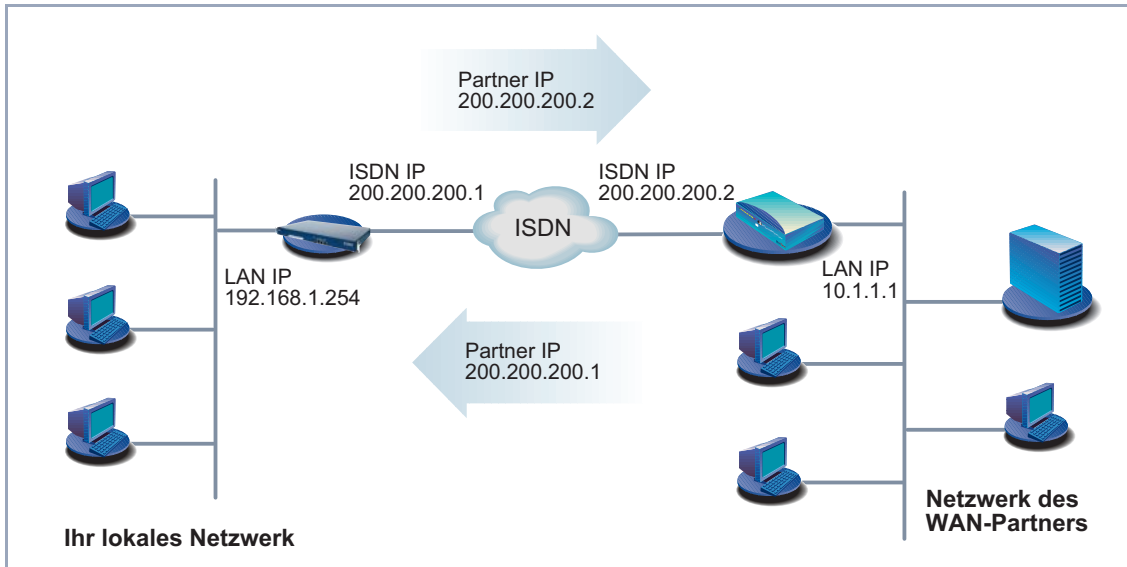 Partner IP
200.200.200.2
ISDN IP
200.200.200.1
ISDN
ISDN IP
200.200.200.2
LAN IP
192.168.1.254
LAN IP
10.1.1.1
Partner IP
200.200.200.1
Ihr lokales Netzwerk
Netzwerk des
WAN-Partners